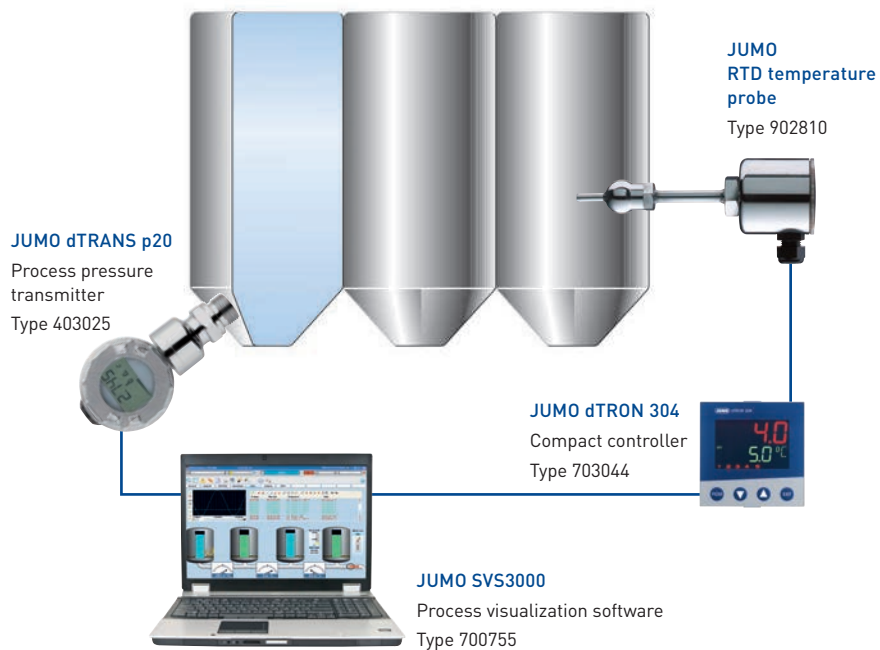 JUMO
RTD temperature
probe
Type 902810
JUMO dTRANS p20
Process pressure
transmitter
Type 403025
JUMO dTRON 304
Compact controller
Type 703044
JUMO
4.0
5.0 °C
JUMO SVS3000
Process visualization software
Type 700755